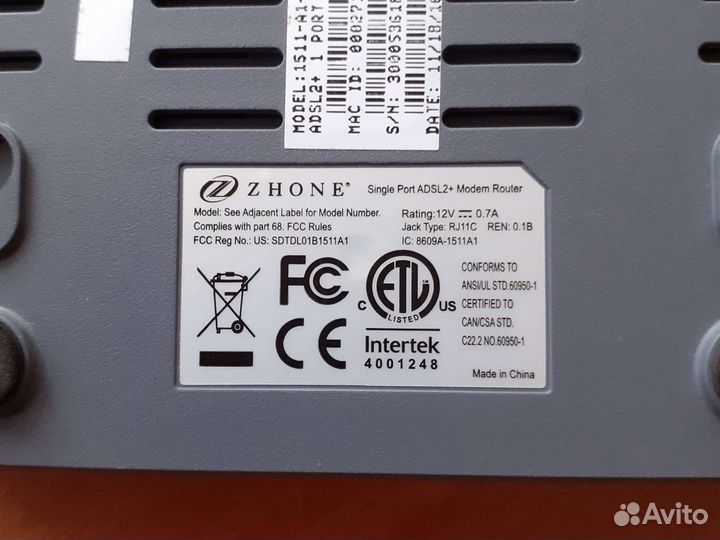 MODEL:1511-A1-
ADSL2+ 1 PORT
MAC ID:
S/N:
DATE: 11/18/10
ZHONE®
Single Port ADSL2+ Modem Router
Model: See Adjacent Label for Model Number.
Complies with part 68. FCC Rules
FCC Reg No.: US: SDTDL01B1511A1
Rating:12V ⎓ 0.7A
Jack Type: RJ11C REN: 0.1B
IC: 8609A-1511A1
FC
CE
C
ETL
US
LISTED
Intertek
4001248
CONFORMS TO
ANSI/UL STD.60950-1
CERTIFIED TO
CAN/CSA STD.
C22.2 NO.60950-1
Made in China
Avito